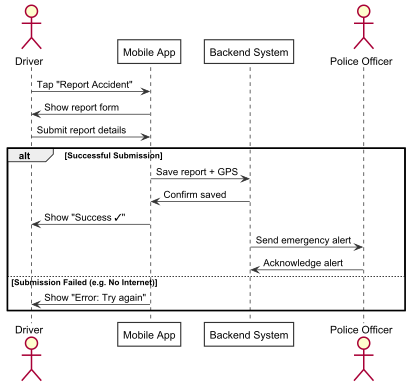 Driver
Mobile App
Backend System
Police Officer
Tap "Report Accident"
Show report form
Submit report details
alt [Successful Submission]
Save report + GPS
Confirm saved
Show "Success ✓"
Send emergency alert
Acknowledge alert
[Submission Failed (e.g. No Internet)]
Show "Error: Try again"
Driver
Mobile App
Backend System
Police Officer